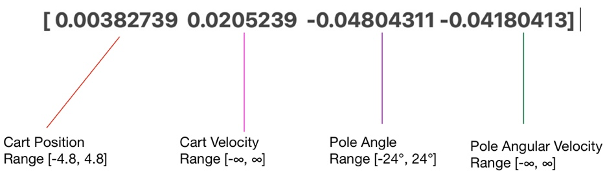 [ 0.00382739 0.0205239 -0.04804311 -0.04180413]
Cart Position
Range [-4.8, 4.8]
Cart Velocity
Range [-∞, ∞]
Pole Angle
Range [-24°, 24°]
Pole Angular Velocity
Range [-∞, ∞]